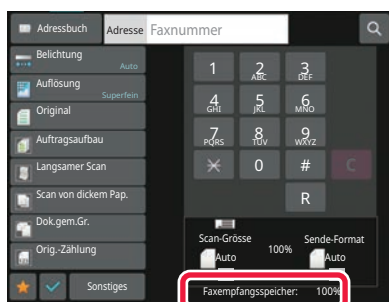 Adressbuch
Adresse Faxnummer
Belichtung
Auto
Auflösung
Superfein
Original
Auftragsaufbau
Langsamer Scan
Scan von dickem Pap.
Dok.gem.Gr.
Orig.-Zählung
Sonstiges
1 2 3
ABC DEF
4 5 6
GHI JKL MNO
7 8 9
PQRS TUV WXYZ
0 # C
R
Scan-Grösse 100% Sende-Format
Auto Auto
Faxempfangsspeicher: 100%